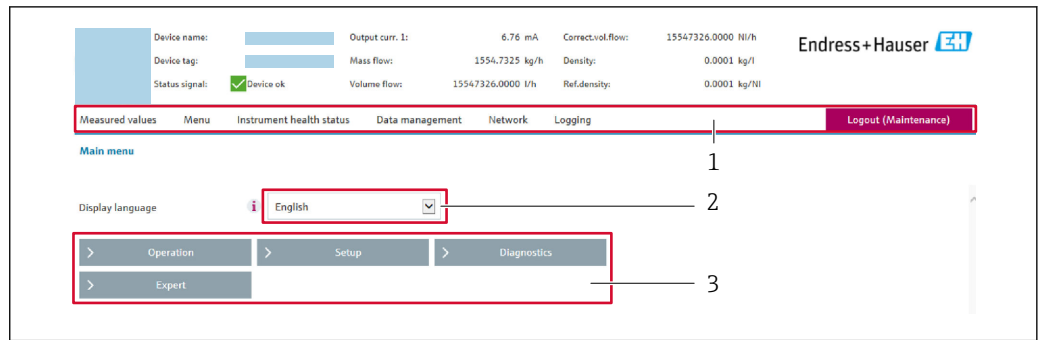 Device name: Output curr. 1: 6.76 mA Correct.vol.flow: 15547326.0000 Nl/h
Endress+Hauser EH
Device tag: Mass flow: 1554.7325 kg/h Density: 0.0001 kg/l
Status signal: Device ok Volume flow: 15547326.0000 l/h Ref.density: 0.0001 kg/Nl
Measured values Menu Instrument health status Data management Network Logging Logout (Maintenance)
1
Main menu
Display language i English 2
> Operation > Setup > Diagnostics
> Expert 3